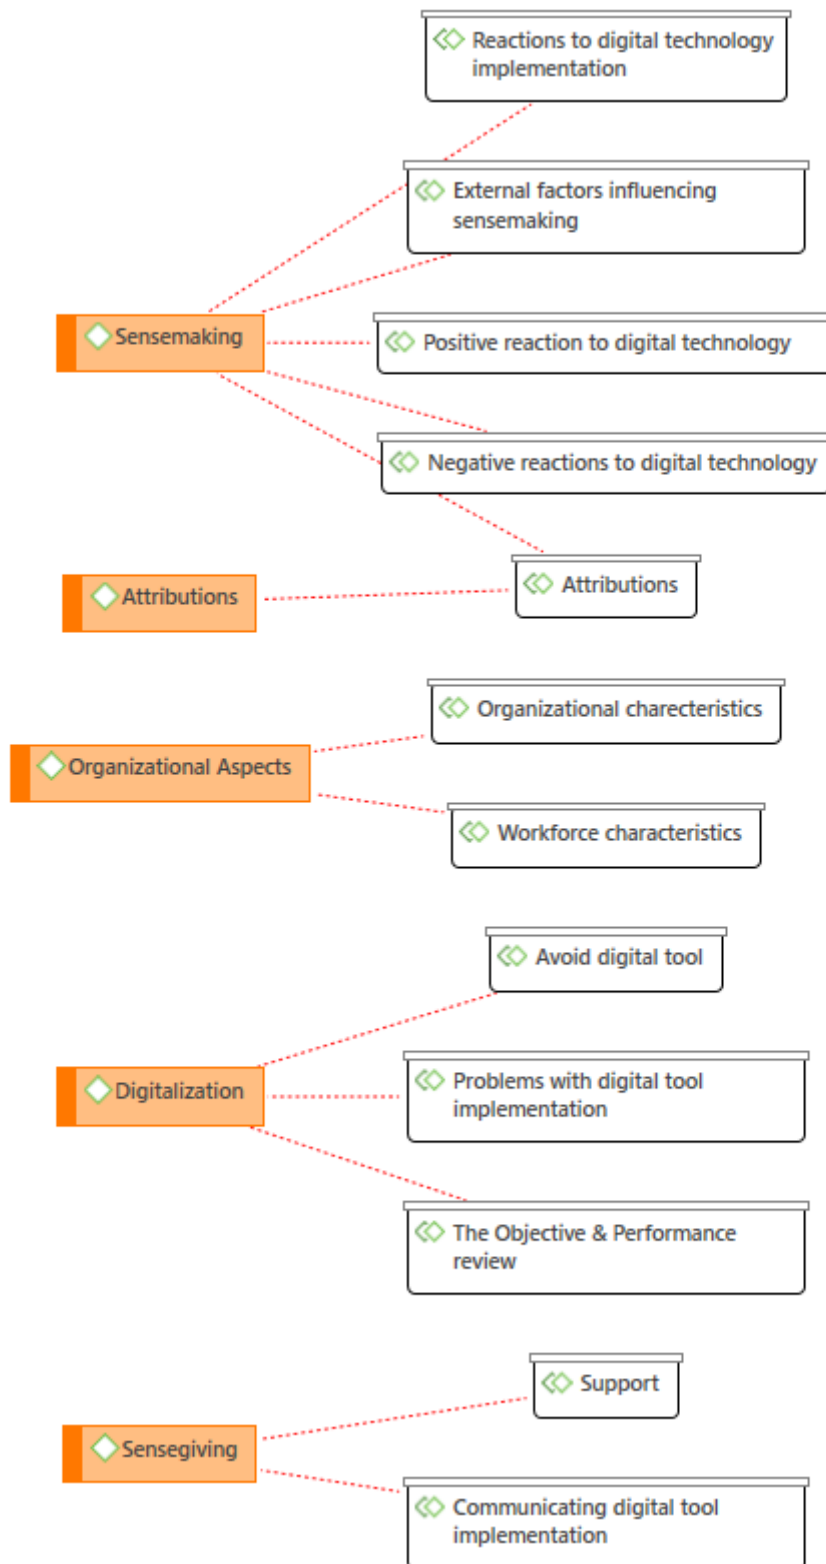 Reactions to digital technology
implementation
External factors influencing
sensemaking
Sensemaking
Positive reaction to digital technology
Negative reactions to digital technology
Attributions
Attributions
Organizational charecteristics
Organizational Aspects
Workforce characteristics
Avoid digital tool
Digitalization
Problems with digital tool
implementation
The Objective & Performance
review
Support
Sensegiving
Communicating digital tool
implementation